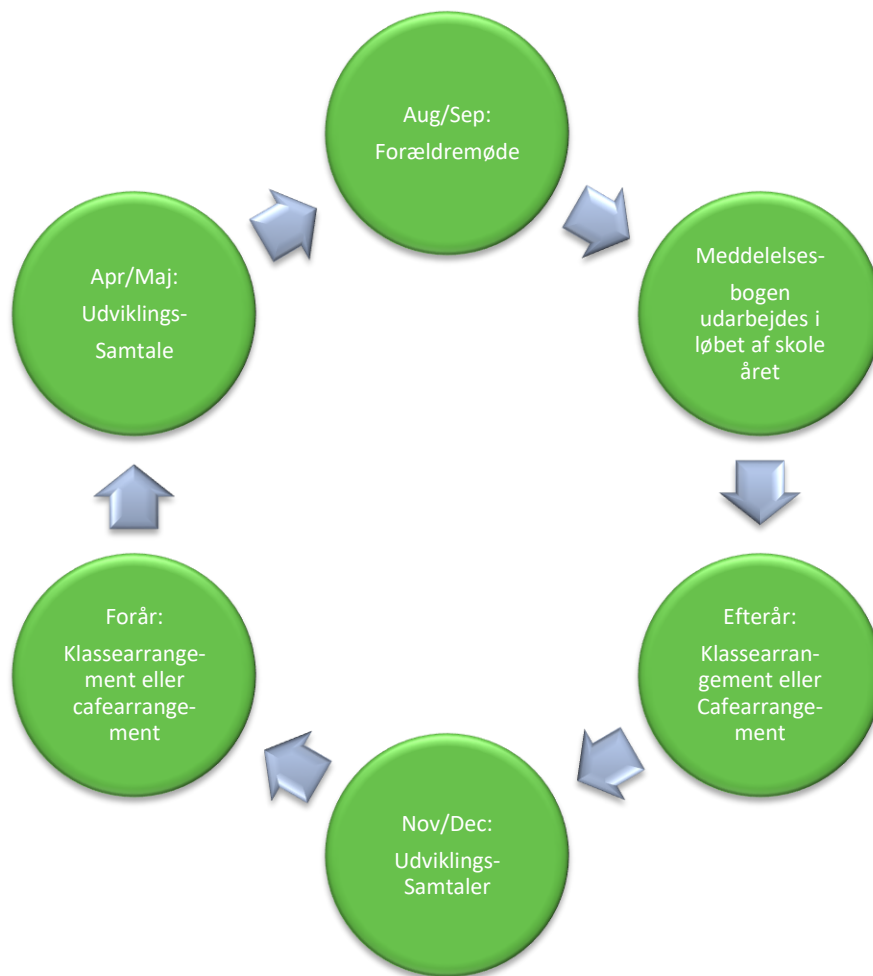 Aug/Sep:
Forældremøde
Meddelelses-
bogen
udarbejdes i
løbet af skole
året
Efterår:
Klassearran-
gement eller
Cafearrange-
ment
Nov/Dec:
Udviklings-
Samtaler
Forår:
Klassearrange-
ment eller
cafearrange-
ment
Apr/Maj:
Udviklings-
Samtale